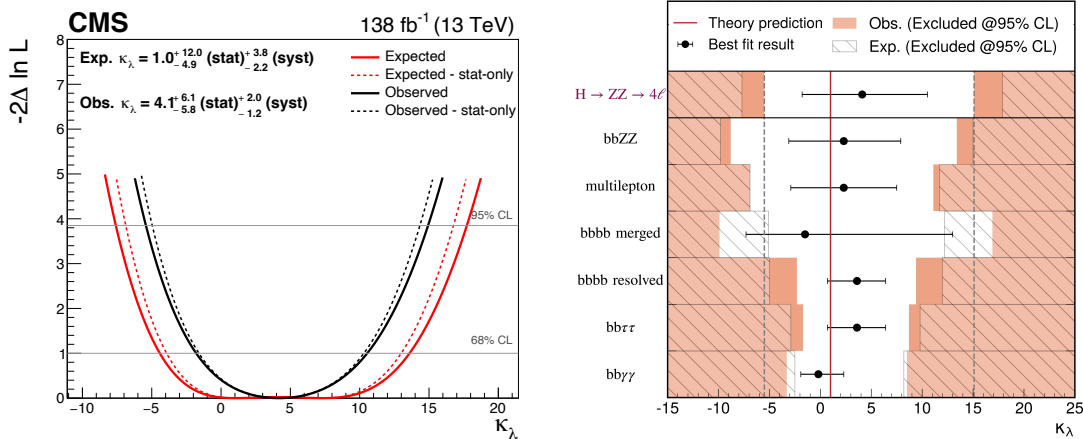 CMS 138 fb⁻¹ (13 TeV)
-2Δ ln L
8
7
6
5
4
3
2
1
0
Exp. κλ = 1.0 +12.0 −4.9 (stat) +3.8 −2.2 (syst)
Obs. κλ = 4.1 +6.1 −5.8 (stat) +2.0 −1.2 (syst)
Expected
Expected - stat-only
Observed
Observed - stat-only
95% CL
68% CL
−10 −5 0 5 10 15 20
κλ
Theory prediction
Best fit result
Obs. (Excluded @95% CL)
Exp. (Excluded @95% CL)
H → ZZ → 4ℓ
bbZZ
multilepton
bbbb merged
bbbb resolved
bbττ
bbγγ
-15 -10 -5 0 5 10 15 20 25
κλ